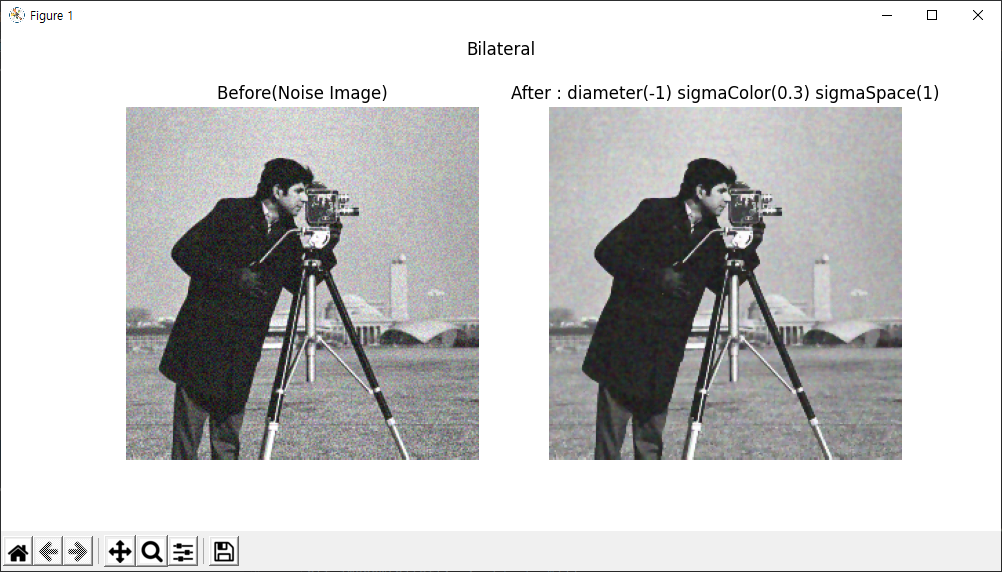 Figure 1
Bilateral
Before(Noise Image)
After : diameter(-1) sigmaColor(0.3) sigmaSpace(1)